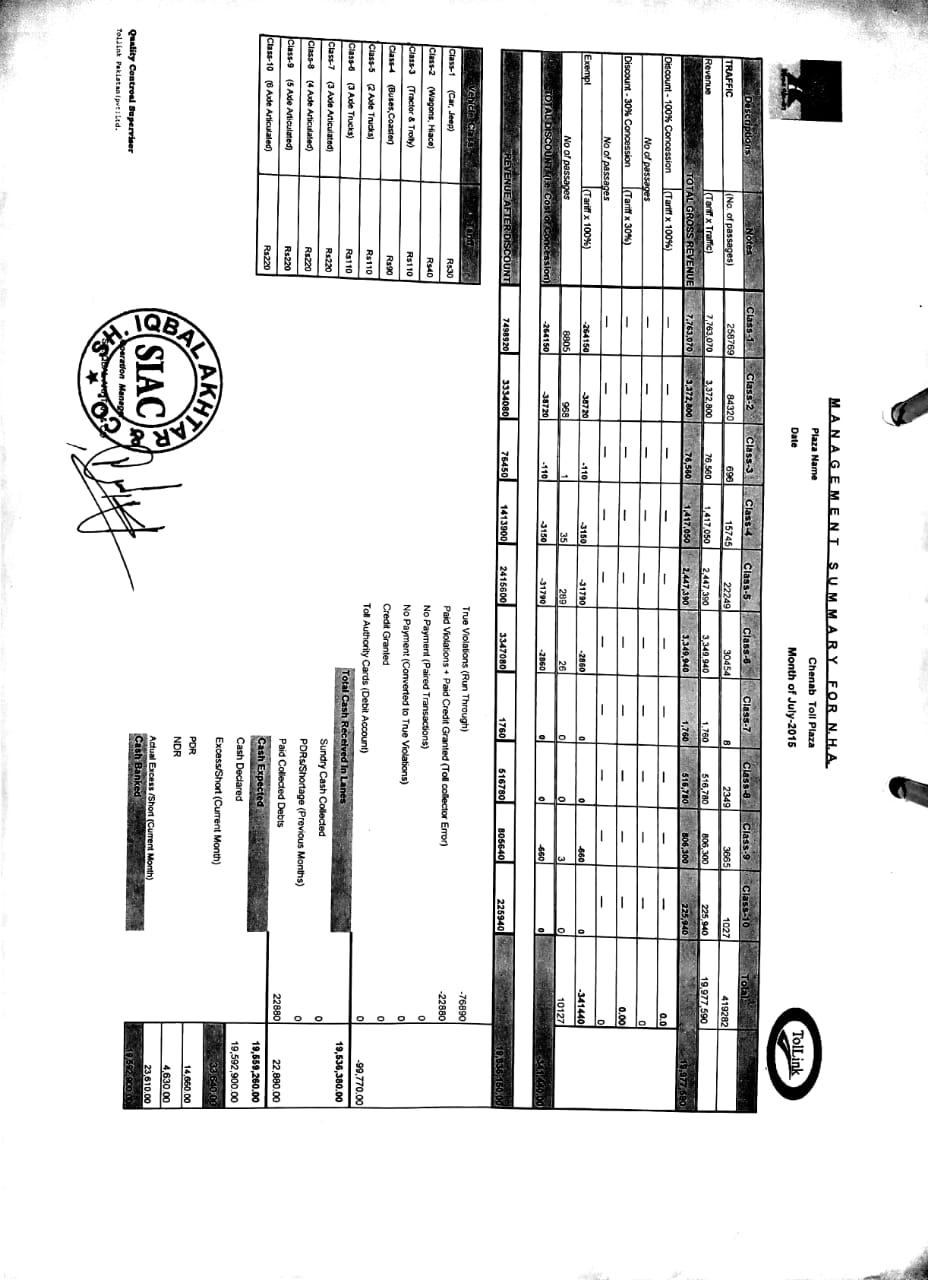 TolLink
MANAGEMENT SUMMARY FOR NHA
Plaza Name Chenab Toll Plaza
Date Month of July-2015
Descriptions Notes Class-1 Class-2 Class-3 Class-4 Class-5 Class-6 Class-7 Class-8 Class-9 Class-10 Total
TRAFFIC (No. of passages) 258769 84320 696 15745 22249 30454 8 2349 3665 1027 419282
Revenue (Tariff x Traffic) 7,763,070 3,372,800 76,560 1,417,050 2,447,390 3,349,940 1,760 516,780 806,300 225,940 19,977,590
TOTAL GROSS REVENUE 7,763,070 3,372,800 76,560 1,417,050 2,447,390 3,349,940 1,760 516,780 806,300 225,940 19,977,590
Discount - 100% Concession (Tariff x 100%) — — — — — — — — — — 0.0
No of passages — — — — — — — — — — 0
Discount - 30% Concession (Tariff x 30%) — — — — — — — — — — 0.00
No of passages — — — — — — — — — — 0
Exempt (Tariff x 100%) -264150 -38720 -110 -3150 -31790 -2860 0 0 -660 0 -341440
No of passages 8805 968 1 35 289 26 0 0 3 0 10127
TOTAL DISCOUNT (i.e. Cost of Concession) -264150 -38720 -110 -3150 -31790 -2860 0 0 -660 0
REVENUE AFTER DISCOUNT 7498920 3334080 76450 1413900 2415600 3347080 1760 516780 805640 225940
Class-1 (Car, Jeep) Rs30
Class-2 (Wagons, Hiace) Rs40
Class-3 (Tractor & Trolly) Rs110
Class-4 (Buses,Coaster) Rs90
Class-5 (2 Axle Trucks) Rs110
Class-6 (3 Axle Trucks) Rs110
Class-7 (3 Axle Articulated) Rs220
Class-8 (4 Axle Articulated) Rs220
Class-9 (5 Axle Articulated) Rs220
Class-10 (6 Axle Articulated) Rs220
True Violations (Run Through) -76890
Paid Violations + Paid Credit Granted (Toll collector Error) -22880
No Payment (Paired Transactions) 0
No Payment (Converted to True Violations) 0
Credit Granted 0
Toll Authority Cards (Debit Account) 0 -99,770.00
Total Cash Received In Lanes 19,536,380.00
Sundry Cash Collected 0
PDRs/Shortage (Previous Months) 0
Paid Collected Debts 22880 22,880.00
Cash Expected 19,559,260.00
Cash Declared 19,592,900.00
Excess/Short (Current Month) 33,640.00
PDR 14,660.00
NDR 4,630.00
Actual Excess /Short (Current Month) 23,610.00
Cash Banked 19,592,900.00
SH. IQBAL AKHTAR & CO
SIAC
Operation Manager
Quality Controal Supervisor
TolLink Pakistan(pvt)Ltd.